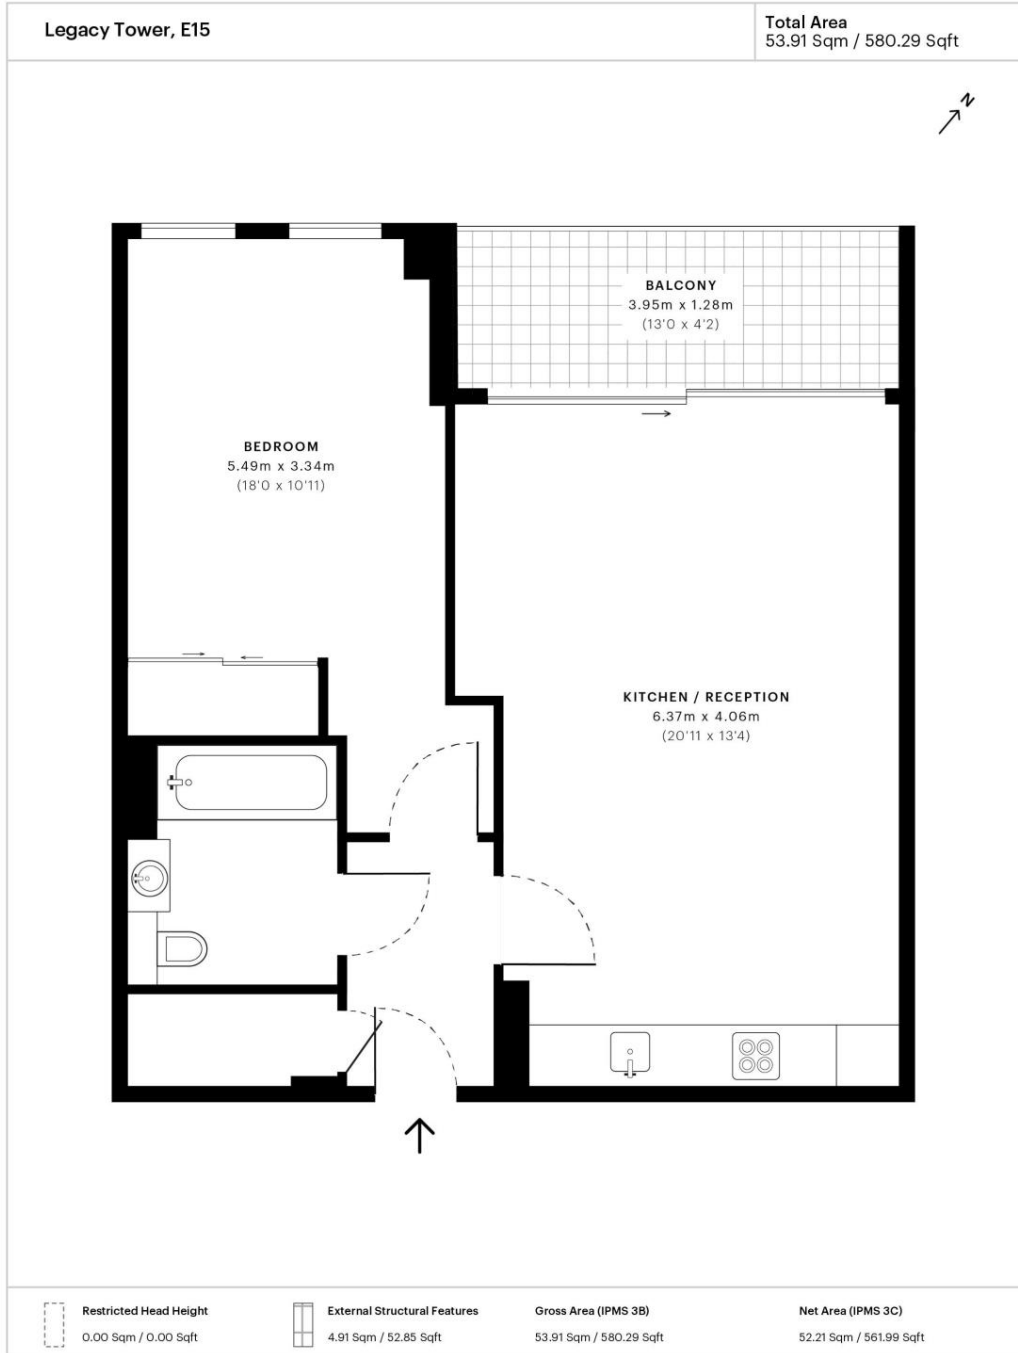 Legacy Tower, E15
Total Area
53.91 Sqm / 580.29 Sqft
N
BALCONY
3.95m x 1.28m
(13'0 x 4'2)
BEDROOM
5.49m x 3.34m
(18'0 x 10'11)
KITCHEN / RECEPTION
6.37m x 4.06m
(20'11 x 13'4)
Restricted Head Height
0.00 Sqm / 0.00 Sqft
External Structural Features
4.91 Sqm / 52.85 Sqft
Gross Area (IPMS 3B)
53.91 Sqm / 580.29 Sqft
Net Area (IPMS 3C)
52.21 Sqm / 561.99 Sqft